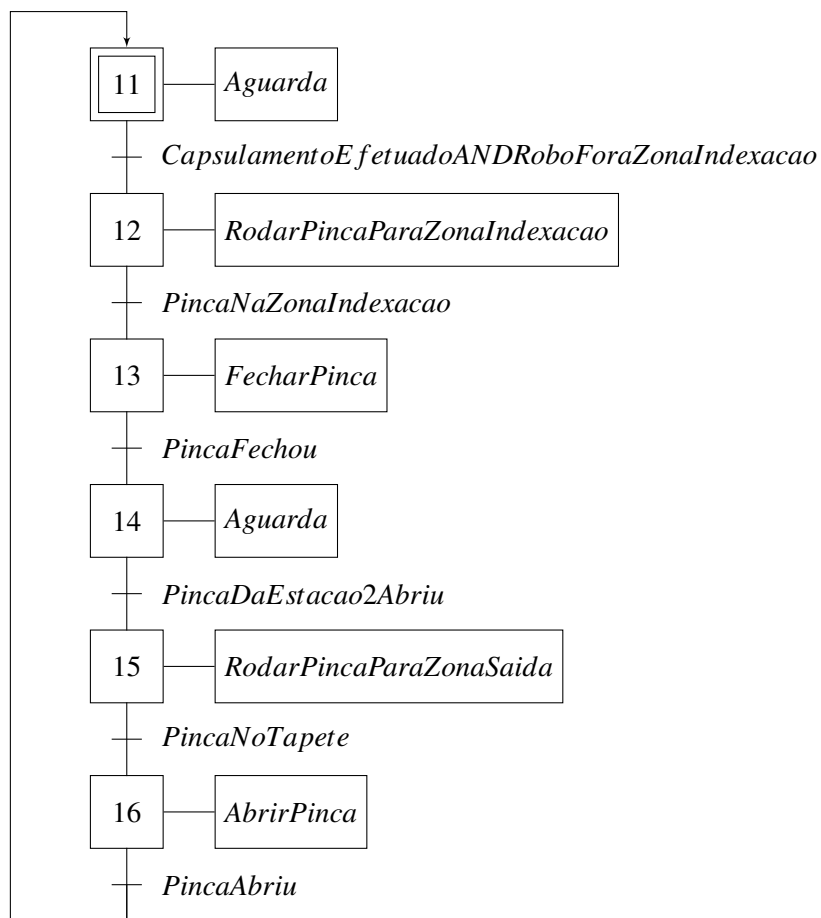 11 Aguarda
CapsulamentoEfetuadoANDRoboForaZonaIndexacao
12 RodarPincaParaZonaIndexacao
PincaNaZonaIndexacao
13 FecharPinca
PincaFechou
14 Aguarda
PincaDaEstacao2Abriu
15 RodarPincaParaZonaSaida
PincaNoTapete
16 AbrirPinca
PincaAbriu